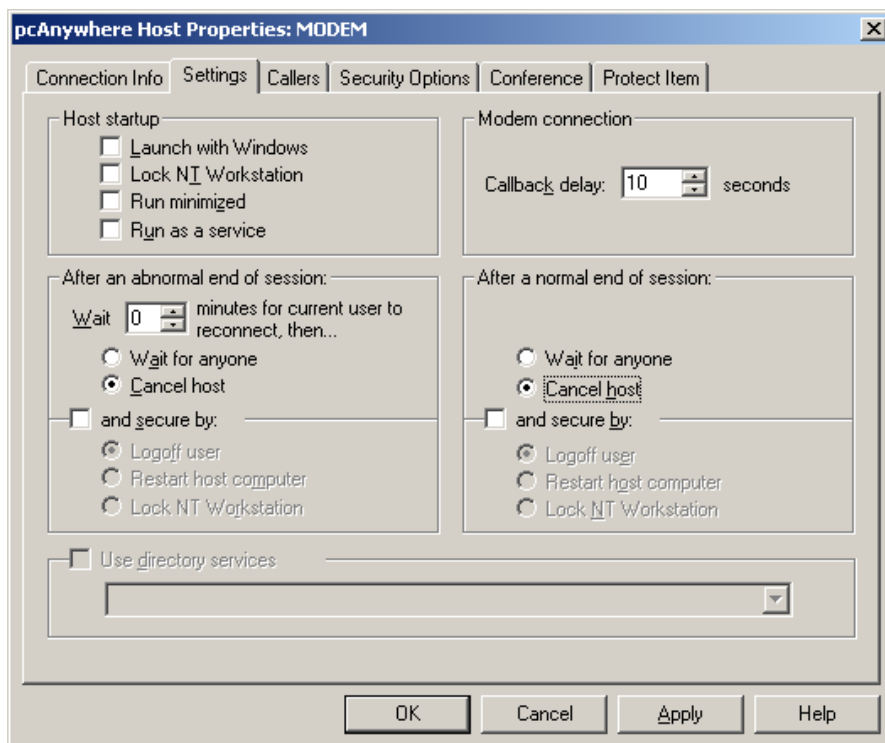 pcAnywhere Host Properties: MODEM
Connection Info Settings Callers Security Options Conference Protect Item
Host startup
Launch with Windows
Lock NT Workstation
Run minimized
Run as a service
Modem connection
Callback delay: 10 seconds
After an abnormal end of session:
Wait 0 minutes for current user to
reconnect, then...
Wait for anyone
Cancel host
and secure by:
Logoff user
Restart host computer
Lock NT Workstation
After a normal end of session:
Wait for anyone
Cancel host
and secure by:
Logoff user
Restart host computer
Lock NT Workstation
Use directory services
OK Cancel Apply Help